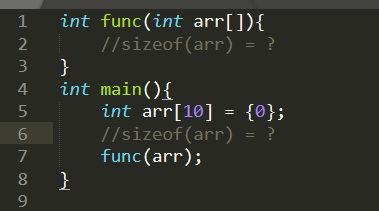 1 int func(int arr[]){
2 //sizeof(arr) = ?
3 }
4 int main(){
5 int arr[10] = {0};
6 //sizeof(arr) = ?
7 func(arr);
8 }
9